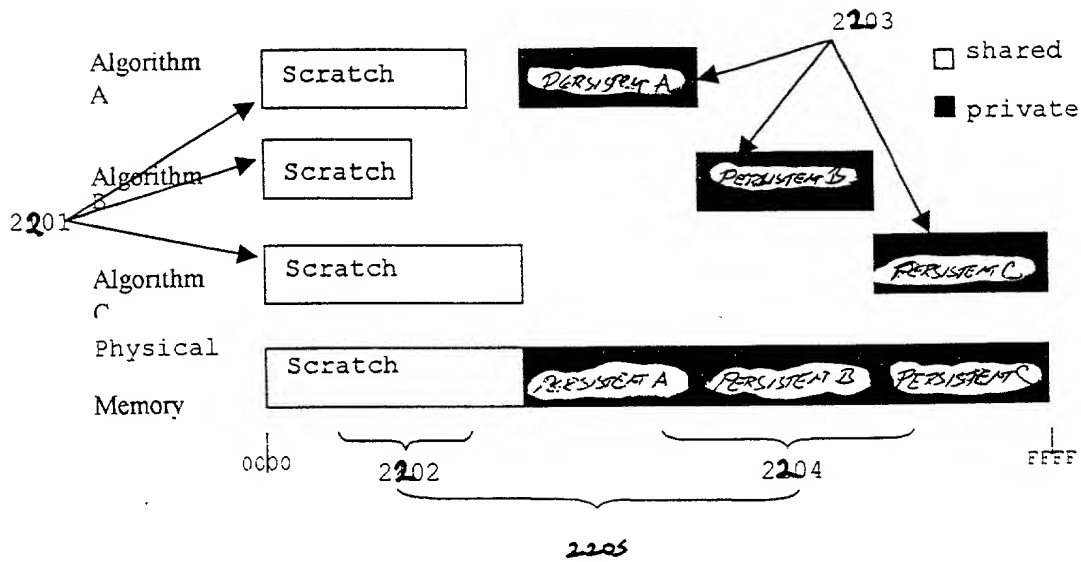 2203
Algorithm
A
Scratch
PERSISTENT A
shared
private
Algorithm
B
Scratch
PERSISTENT B
2201
Algorithm
C
Scratch
PERSISTENT C
Physical
Memory
Scratch
PERSISTENT A
PERSISTENT B
PERSISTENT C
0000
2202
2204
FFFF
2205